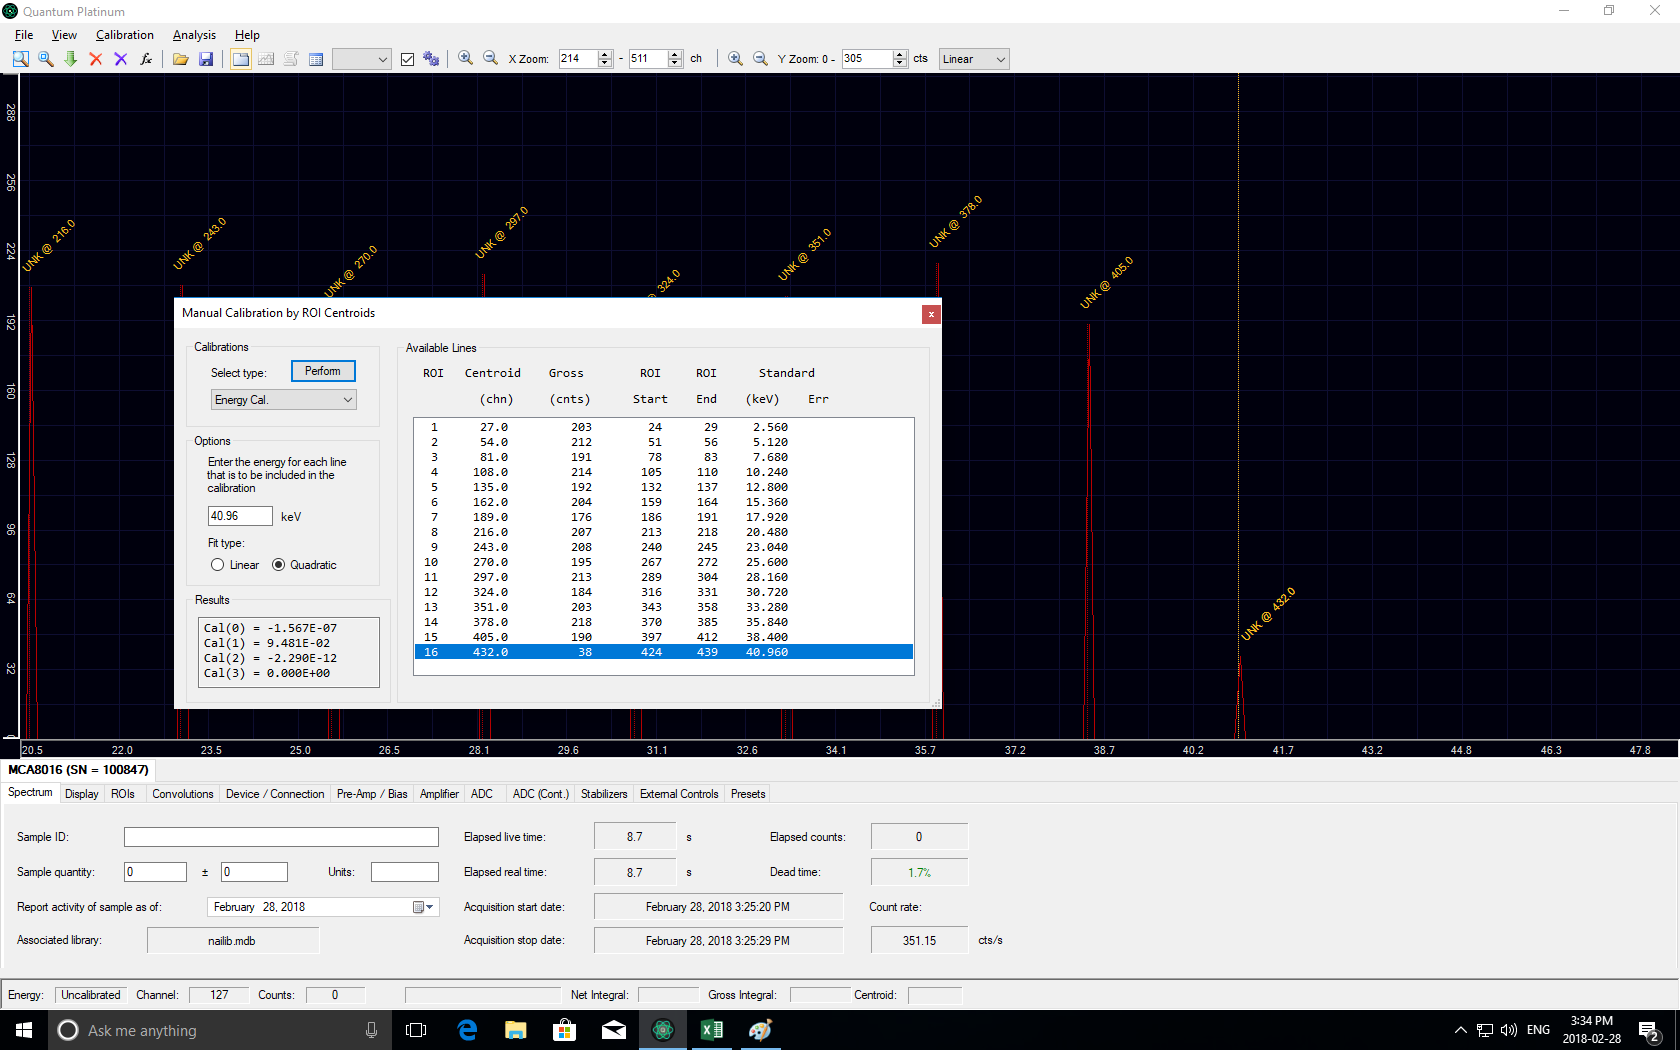 Quantum Platinum
File View Calibration Analysis Help
X Zoom: 214 - 511 ch Y Zoom: 0 - 305 cts Linear
288
256
224
192
160
128
96
64
32
0
UNK @ 216.0
UNK @ 243.0
UNK @ 270.0
UNK @ 297.0
@ 324.0
UNK @ 351.0
UNK @ 378.0
UNK @ 405.0
UNK @ 432.0
Manual Calibration by ROI Centroids
x
Calibrations
Select type: Perform
Energy Cal.
Options
Enter the energy for each line
that is to be included in the
calibration
40.96 keV
Fit type:
Linear Quadratic
Results
Cal(0) = -1.567E-07
Cal(1) = 9.481E-02
Cal(2) = -2.290E-12
Cal(3) = 0.000E+00
Available Lines
ROI Centroid Gross ROI ROI Standard
(chn) (cnts) Start End (keV) Err
1 27.0 203 24 29 2.560
2 54.0 212 51 56 5.120
3 81.0 191 78 83 7.680
4 108.0 214 105 110 10.240
5 135.0 192 132 137 12.800
6 162.0 204 159 164 15.360
7 189.0 176 186 191 17.920
8 216.0 207 213 218 20.480
9 243.0 208 240 245 23.040
10 270.0 195 267 272 25.600
11 297.0 213 289 304 28.160
12 324.0 184 316 331 30.720
13 351.0 203 343 358 33.280
14 378.0 218 370 385 35.840
15 405.0 190 397 412 38.400
16 432.0 38 424 439 40.960
20.5 22.0 23.5 25.0 26.5 28.1 29.6 31.1 32.6 34.1 35.7 37.2 38.7 40.2 41.7 43.2 44.8 46.3 47.8
MCA8016 (SN = 100847)
Spectrum Display ROIs Convolutions Device / Connection Pre-Amp / Bias Amplifier ADC ADC (Cont.) Stabilizers External Controls Presets
Sample ID: Elapsed live time: 8.7 s Elapsed counts: 0
Sample quantity: 0 ± 0 Units: Elapsed real time: 8.7 s Dead time: 1.7%
Report activity of sample as of: February 28, 2018 Acquisition start date: February 28, 2018 3:25:20 PM Count rate:
Associated library: nailib.mdb Acquisition stop date: February 28, 2018 3:25:29 PM 351.15 cts/s
Energy: Uncalibrated Channel: 127 Counts: 0 Net Integral: Gross Integral: Centroid:
Ask me anything
ENG
3:34 PM
2018-02-28
2